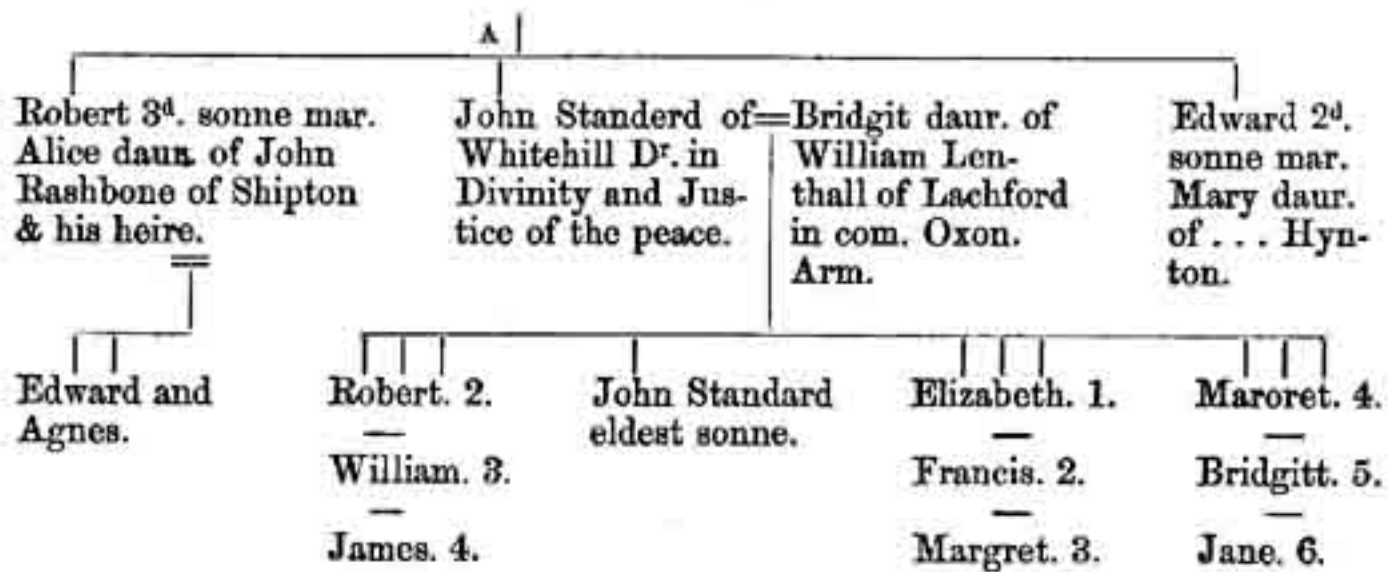 A
Robert 3ᵈ. sonne mar.
Alice daur. of John
Rashbone of Shipton
& his heire.
John Standerd of=Bridgit daur. of
Whitehill Dʳ. in
Divinity and Jus-
tice of the peace.
William Len-
thall of Lachford
in com. Oxon.
Arm.
Edward 2ᵈ.
sonne mar.
Mary daur.
of . . . Hyn-
ton.
Edward and
Agnes.
Robert. 2.
—
William. 3.
—
James. 4.
John Standard
eldest sonne.
Elizabeth. 1.
—
Francis. 2.
—
Margret. 3.
Maroret. 4.
—
Bridgitt. 5.
—
Jane. 6.